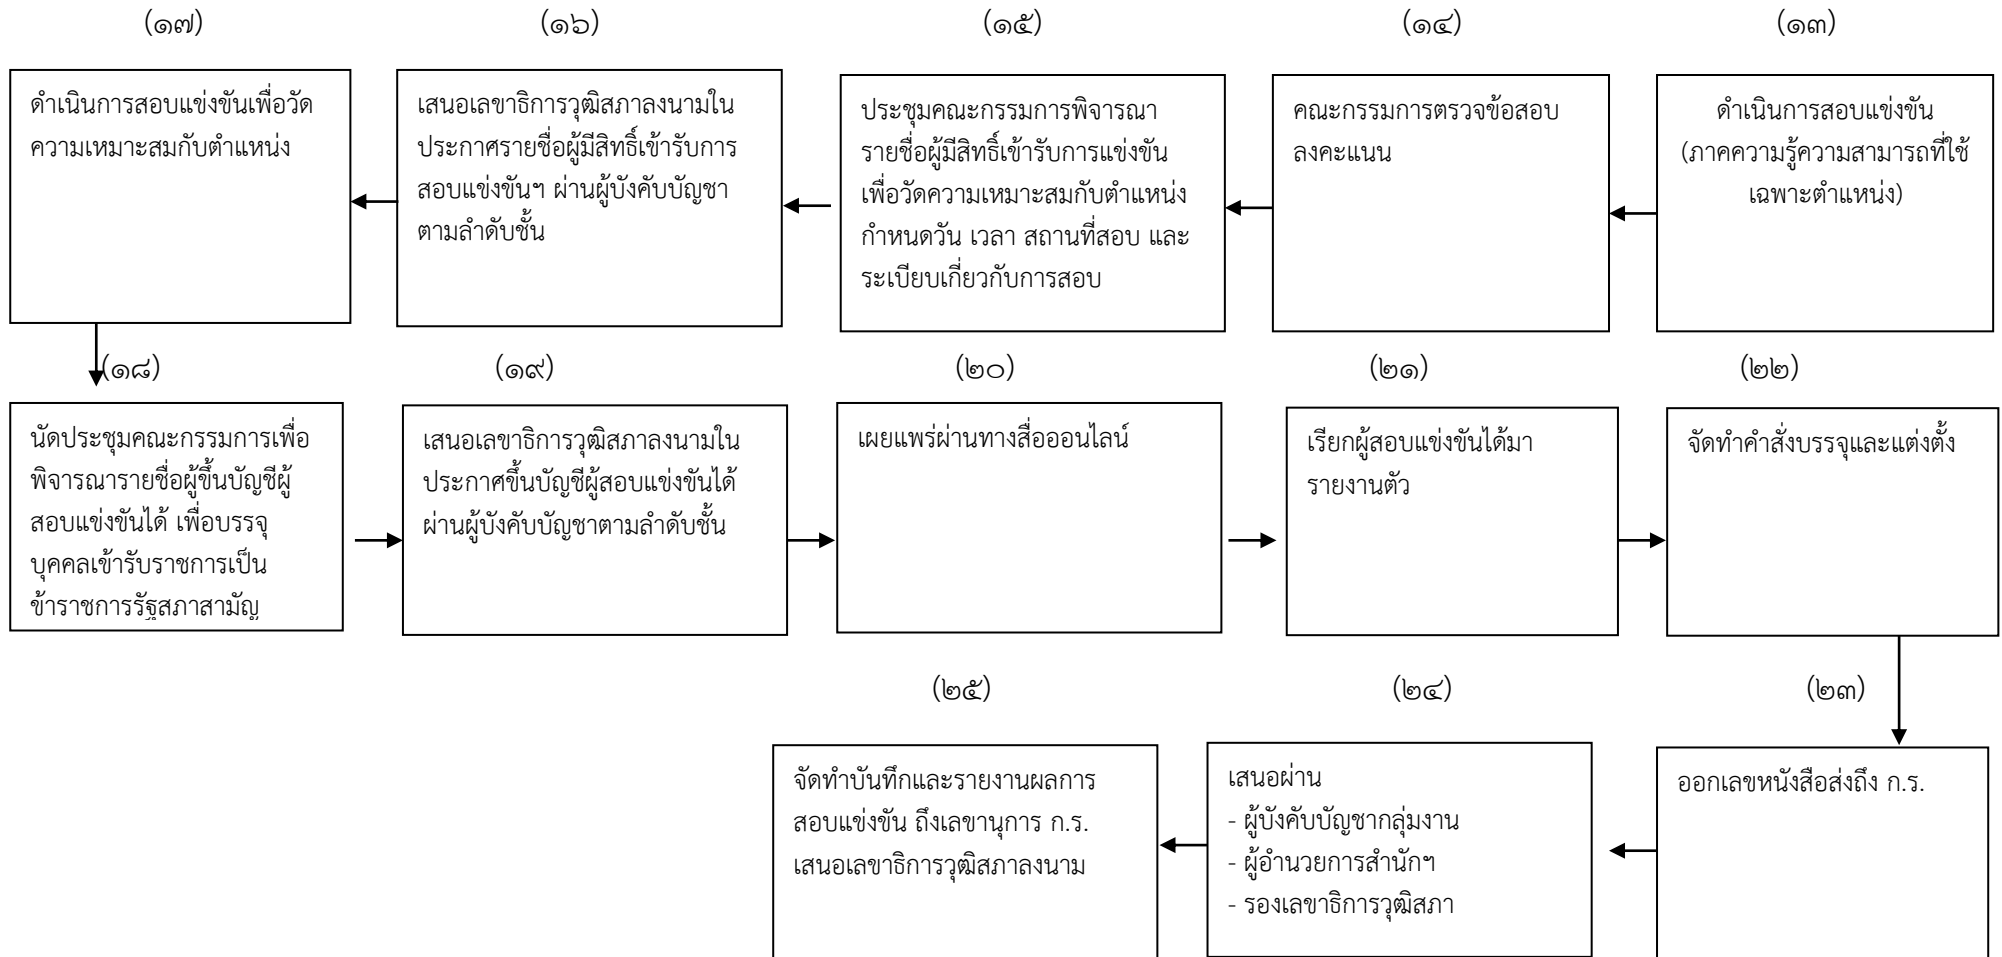 (๑๗)
(๑๖)
(๑๕)
(๑๔)
(๑๓)
ดำเนินการสอบแข่งขันเพื่อวัด
ความเหมาะสมกับตำแหน่ง
เสนอเลขาธิการวุฒิสภาลงนามใน
ประกาศรายชื่อผู้มีสิทธิ์เข้ารับการ
สอบแข่งขันฯ ผ่านผู้บังคับบัญชา
ตามลำดับชั้น
ประชุมคณะกรรมการพิจารณา
รายชื่อผู้มีสิทธิ์เข้ารับการแข่งขัน
เพื่อวัดความเหมาะสมกับตำแหน่ง
กำหนดวัน เวลา สถานที่สอบ และ
ระเบียบเกี่ยวกับการสอบ
คณะกรรมการตรวจข้อสอบ
ลงคะแนน
ดำเนินการสอบแข่งขัน
(ภาคความรู้ความสามารถที่ใช้
เฉพาะตำแหน่ง)
(๑๘)
(๑๙)
(๒๐)
(๒๑)
(๒๒)
นัดประชุมคณะกรรมการเพื่อ
พิจารณารายชื่อผู้ขึ้นบัญชีผู้
สอบแข่งขันได้ เพื่อบรรจุ
บุคคลเข้ารับราชการเป็น
ข้าราชการรัฐสภาสามัญ
เสนอเลขาธิการวุฒิสภาลงนามใน
ประกาศขึ้นบัญชีผู้สอบแข่งขันได้
ผ่านผู้บังคับบัญชาตามลำดับชั้น
เผยแพร่ผ่านทางสื่อออนไลน์
เรียกผู้สอบแข่งขันได้มา
รายงานตัว
จัดทำคำสั่งบรรจุและแต่งตั้ง
(๒๕)
(๒๔)
(๒๓)
จัดทำบันทึกและรายงานผลการ
สอบแข่งขัน ถึงเลขานุการ ก.ร.
เสนอเลขาธิการวุฒิสภาลงนาม
เสนอผ่าน
- ผู้บังคับบัญชากลุ่มงาน
- ผู้อำนวยการสำนักฯ
- รองเลขาธิการวุฒิสภา
ออกเลขหนังสือส่งถึง ก.ร.